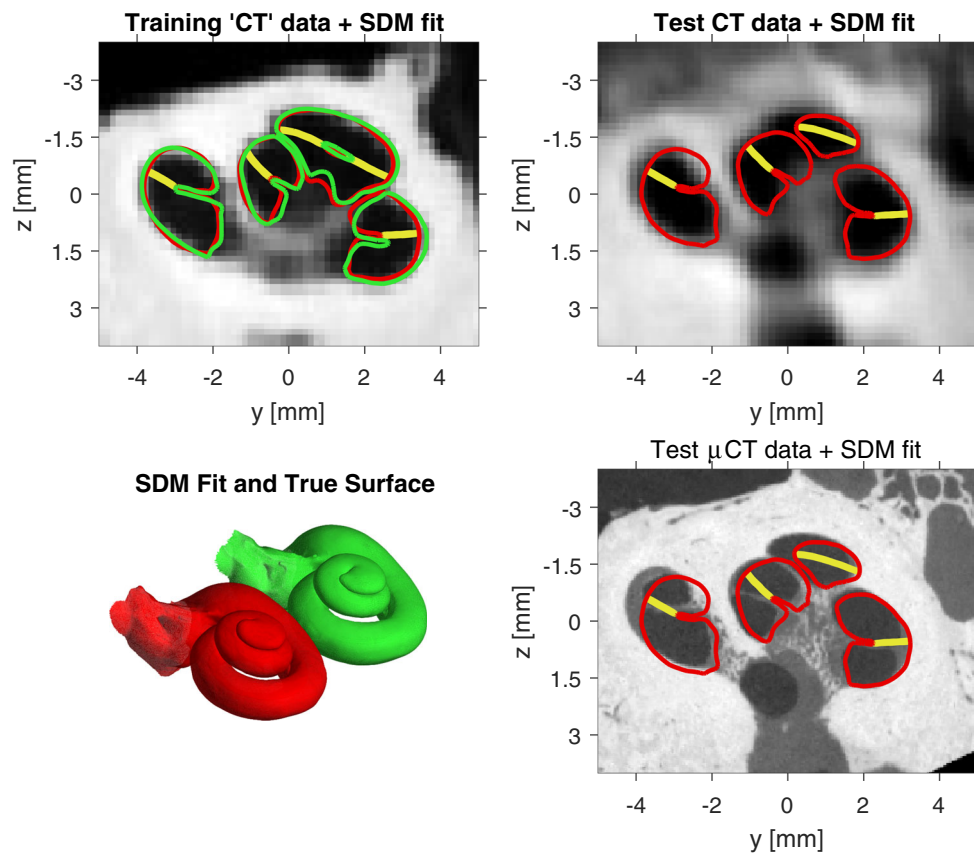 Training 'CT' data + SDM fit
-3
-1.5
0
1.5
3
z [mm]
-4 -2 0 2 4
y [mm]
Test CT data + SDM fit
-3
-1.5
0
1.5
3
z [mm]
-4 -2 0 2 4
y [mm]
SDM Fit and True Surface
Test μCT data + SDM fit
-3
-1.5
0
1.5
3
z [mm]
-4 -2 0 2 4
y [mm]